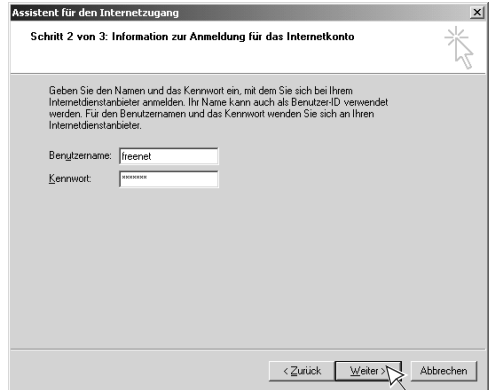 Assistent für den Internetzugang
Schritt 2 von 3: Information zur Anmeldung für das Internetkonto
Geben Sie den Namen und das Kennwort ein, mit dem Sie sich bei Ihrem
Internetdienstanbieter anmelden. Ihr Name kann auch als Benutzer-ID verwendet
werden. Für den Benutzernamen und das Kennwort wenden Sie sich an Ihren
Internetdienstanbieter.
Benutzername: freenet
Kennwort: *******
< Zurück Weiter > Abbrechen